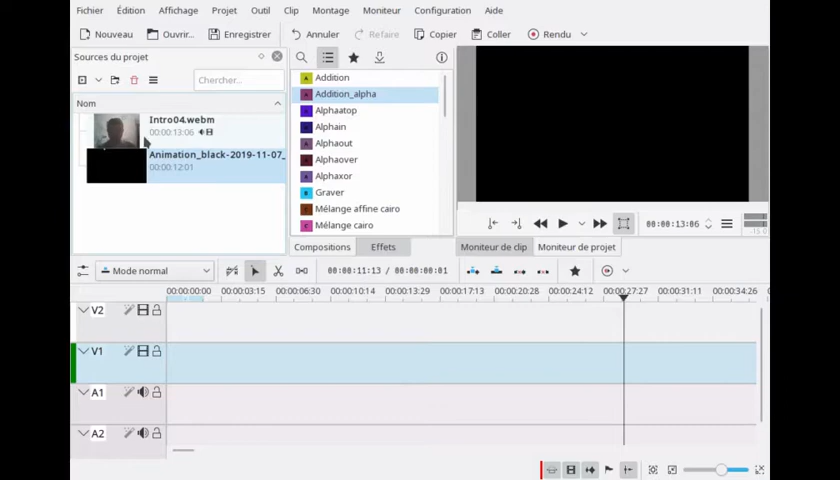 Fichier Édition Affichage Projet Outil Clip Montage Moniteur Configuration Aide
Nouveau Ouvrir... Enregistrer Annuler Refaire Copier Coller Rendu
Sources du projet
Chercher...
Nom
Intro04.webm
00:00:13:06
Animation_black-2019-11-07_
00:00:12:01
Addition
Addition_alpha
Alphaatop
Alphain
Alphaout
Alphaover
Alphaxor
Graver
Mélange affine cairo
Mélange cairo
Compositions Effets
00:00:13:06
-15.0
Moniteur de clip Moniteur de projet
Mode normal 00:00:11:13 / 00:00:00:01
00:00:00:00 00:00:03:15 00:00:06:30 00:00:10:14 00:00:13:29 00:00:17:13 00:00:20:28 00:00:24:12 00:00:27:27 00:00:31:11 00:00:34:26
V2
V1
A1
A2